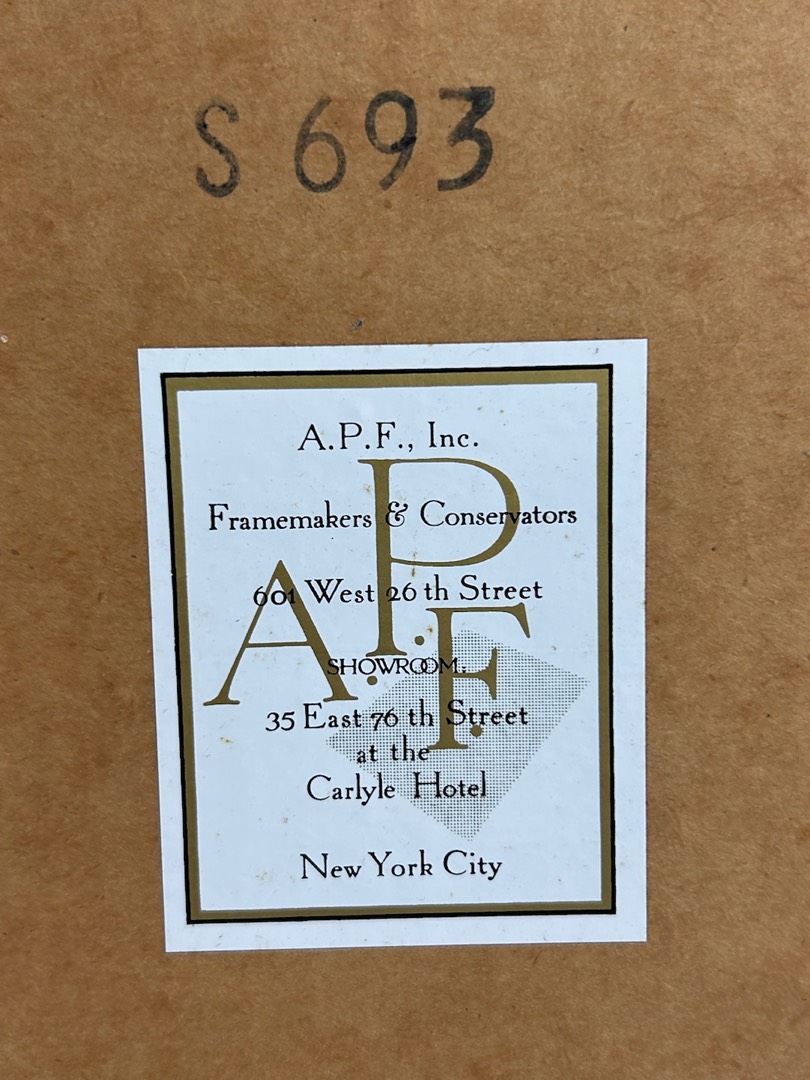 S 693
A.P.F., Inc.
Framemakers & Conservators
601 West 26 th Street
SHOWROOM:
35 East 76 th Street
at the
Carlyle Hotel
New York City
A.P.F.